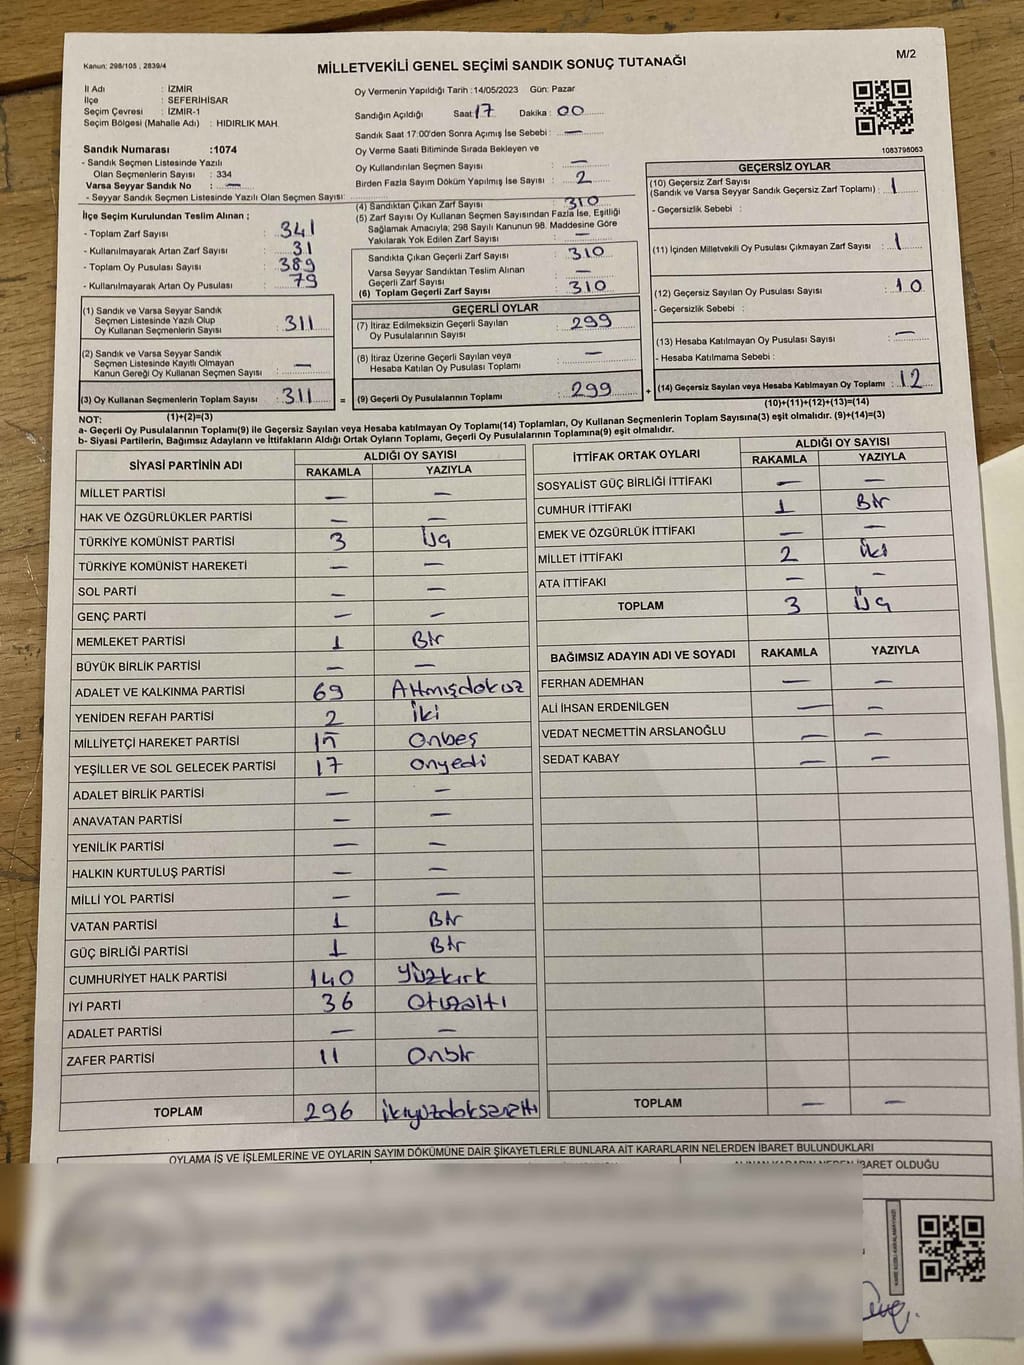 Kanun: 298/105 , 2839/4
MİLLETVEKİLİ GENEL SEÇİMİ SANDIK SONUÇ TUTANAĞI
M/2
İl Adı : İZMİR
İlçe : SEFERİHİSAR
Seçim Çevresi : İZMİR-1
Seçim Bölgesi (Mahalle Adı) : HIDIRLIK MAH.
Sandık Numarası :1074
- Sandık Seçmen Listesinde Yazılı
Olan Seçmenlerin Sayısı : 334
Varsa Seyyar Sandık No : —
- Seyyar Sandık Seçmen Listesinde Yazılı Olan Seçmen Sayısı:
Oy Vermenin Yapıldığı Tarih :14/05/2023 Gün: Pazar
Sandığın Açıldığı Saat: 17 Dakika : 00
Sandık Saat 17:00'den Sonra Açımış İse Sebebi : —
Oy Verme Saati Bitiminde Sırada Bekleyen ve
Oy Kullandırılan Seçmen Sayısı : —
Birden Fazla Sayım Döküm Yapılmış İse Sayısı : 2
1083798063
İlçe Seçim Kurulundan Teslim Alınan ;
- Toplam Zarf Sayısı : 341
- Kullanılmayarak Artan Zarf Sayısı : 31
- Toplam Oy Pusulası Sayısı : 389
- Kullanılmayarak Artan Oy Pusulası : 79
(1) Sandık ve Varsa Seyyar Sandık
Seçmen Listesinde Yazılı Olup
Oy Kullanan Seçmenlerin Sayısı : 311
(2) Sandık ve Varsa Seyyar Sandık
Seçmen Listesinde Kayıtlı Olmayan
Kanun Gereği Oy Kullanan Seçmen Sayısı : —
(3) Oy Kullanan Seçmenlerin Toplam Sayısı : 311
(1)+(2)=(3)
(4) Sandıktan Çıkan Zarf Sayısı : 310
(5) Zarf Sayısı Oy Kullanan Seçmen Sayısından Fazla İse, Eşitliği
Sağlamak Amacıyla; 298 Sayılı Kanunun 98. Maddesine Göre
Yakılarak Yok Edilen Zarf Sayısı : —
Sandıkta Çıkan Geçerli Zarf Sayısı : 310
Varsa Seyyar Sandıktan Teslim Alınan
Geçerli Zarf Sayısı : —
(6) Toplam Geçerli Zarf Sayısı : 310
GEÇERLİ OYLAR
(7) İtiraz Edilmeksizin Geçerli Sayılan
Oy Pusulalarının Sayısı : 299
(8) İtiraz Üzerine Geçerli Sayılan veya
Hesaba Katılan Oy Pusulası Toplamı : —
= (9) Geçerli Oy Pusulalarının Toplamı : 299
GEÇERSİZ OYLAR
(10) Geçersiz Zarf Sayısı
(Sandık ve Varsa Seyyar Sandık Geçersiz Zarf Toplamı) : 1
- Geçersizlik Sebebi :
(11) İçinden Milletvekili Oy Pusulası Çıkmayan Zarf Sayısı : 1
(12) Geçersiz Sayılan Oy Pusulası Sayısı : 10
- Geçersizlik Sebebi :
(13) Hesaba Katılmayan Oy Pusulası Sayısı : —
- Hesaba Katılmama Sebebi :
+ (14) Geçersiz Sayılan veya Hesaba Katılmayan Oy Toplamı : 12
(10)+(11)+(12)+(13)=(14)
NOT:
a- Geçerli Oy Pusulalarının Toplamı(9) ile Geçersiz Sayılan veya Hesaba katılmayan Oy Toplamı(14) Toplamları, Oy Kullanan Seçmenlerin Toplam Sayısına(3) eşit olmalıdır. (9)+(14)=(3)
b- Siyasi Partilerin, Bağımsız Adayların ve İttifakların Aldığı Ortak Oyların Toplamı, Geçerli Oy Pusulalarının Toplamına(9) eşit olmalıdır.
SİYASİ PARTİNİN ADI ALDIĞI OY SAYISI
RAKAMLA YAZIYLA
MİLLET PARTİSİ — —
HAK VE ÖZGÜRLÜKLER PARTİSİ — —
TÜRKİYE KOMÜNİST PARTİSİ 3 Üç
TÜRKİYE KOMÜNİST HAREKETİ — —
SOL PARTİ — —
GENÇ PARTİ — —
MEMLEKET PARTİSİ 1 Bir
BÜYÜK BİRLİK PARTİSİ — —
ADALET VE KALKINMA PARTİSİ 69 Altmışdokuz
YENİDEN REFAH PARTİSİ 2 İki
MİLLİYETÇİ HAREKET PARTİSİ 15 Onbeş
YEŞİLLER VE SOL GELECEK PARTİSİ 17 Onyedi
ADALET BİRLİK PARTİSİ — —
ANAVATAN PARTİSİ — —
YENİLİK PARTİSİ — —
HALKIN KURTULUŞ PARTİSİ — —
MİLLİ YOL PARTİSİ — —
VATAN PARTİSİ 1 Bir
GÜÇ BİRLİĞİ PARTİSİ 1 Bir
CUMHURİYET HALK PARTİSİ 140 Yüzkırk
İYİ PARTİ 36 Otuzaltı
ADALET PARTİSİ — —
ZAFER PARTİSİ 11 Onbir
TOPLAM 296 ikiyüzdoksanaltı
İTTİFAK ORTAK OYLARI ALDIĞI OY SAYISI
RAKAMLA YAZIYLA
SOSYALİST GÜÇ BİRLİĞİ İTTİFAKI — —
CUMHUR İTTİFAKI 1 Bir
EMEK VE ÖZGÜRLÜK İTTİFAKI — —
MİLLET İTTİFAKI 2 İki
ATA İTTİFAKI — —
TOPLAM 3 Üç
BAĞIMSIZ ADAYIN ADI VE SOYADI RAKAMLA YAZIYLA
FERHAN ADEMHAN — —
ALİ İHSAN ERDENİLGEN — —
VEDAT NECMETTİN ARSLANOĞLU — —
SEDAT KABAY — —
TOPLAM — —
OYLAMA İŞ VE İŞLEMLERİNE VE OYLARIN SAYIM DÖKÜMÜNE DAİR ŞİKAYETLERLE BUNLARA AİT KARARLARIN NELERDEN İBARET BULUNDUKLARI
İBARET OLDUĞU